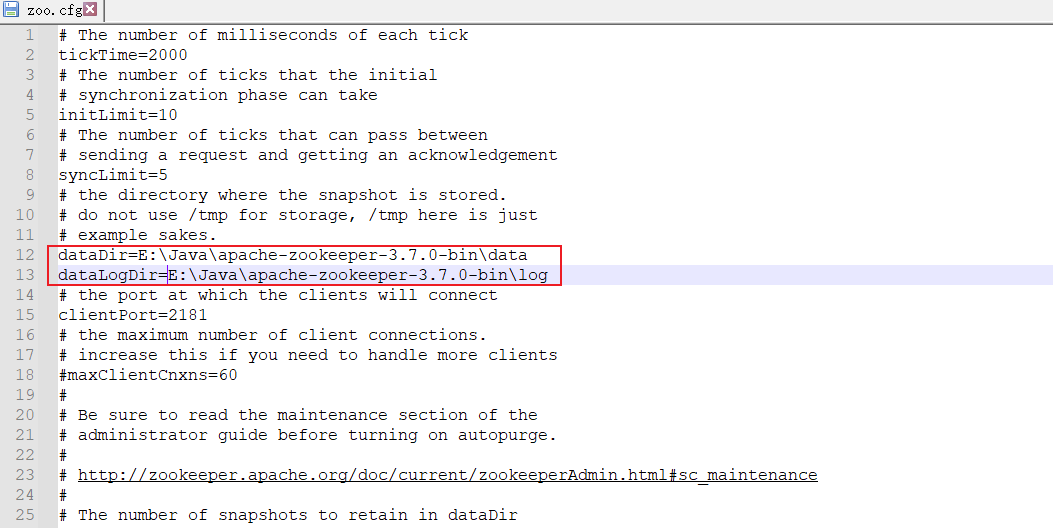 zoo.cfg
1 # The number of milliseconds of each tick
2 tickTime=2000
3 # The number of ticks that the initial
4 # synchronization phase can take
5 initLimit=10
6 # The number of ticks that can pass between
7 # sending a request and getting an acknowledgement
8 syncLimit=5
9 # the directory where the snapshot is stored.
10 # do not use /tmp for storage, /tmp here is just
11 # example sakes.
12 dataDir=E:\Java\apache-zookeeper-3.7.0-bin\data
13 dataLogDir=E:\Java\apache-zookeeper-3.7.0-bin\log
14 # the port at which the clients will connect
15 clientPort=2181
16 # the maximum number of client connections.
17 # increase this if you need to handle more clients
18 #maxClientCnxns=60
19 #
20 # Be sure to read the maintenance section of the
21 # administrator guide before turning on autopurge.
22 #
23 # http://zookeeper.apache.org/doc/current/zookeeperAdmin.html#sc_maintenance
24 #
25 # The number of snapshots to retain in dataDir